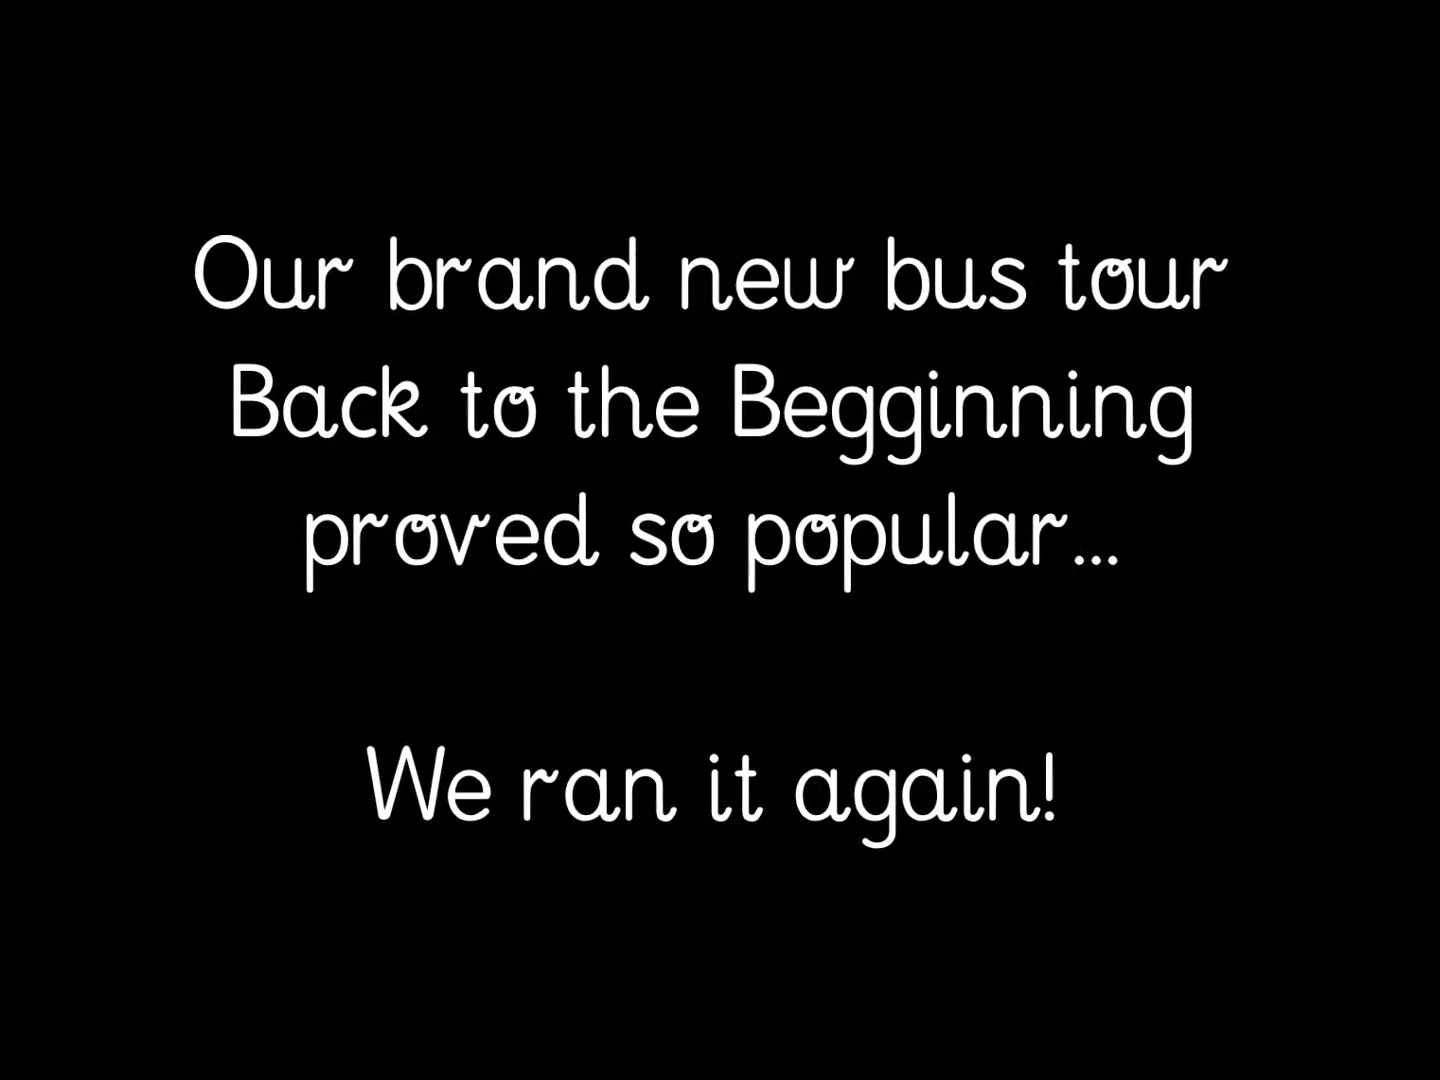 Our brand new bus tour
Back to the Begginning
proved so popular...
We ran it again!